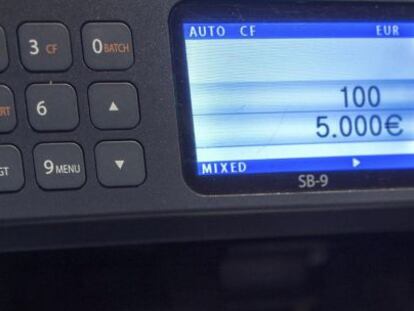 AUTO CF EUR
100
5.000€
MIXED
SB-9
3 CF 0 BATCH
6
9 MENU